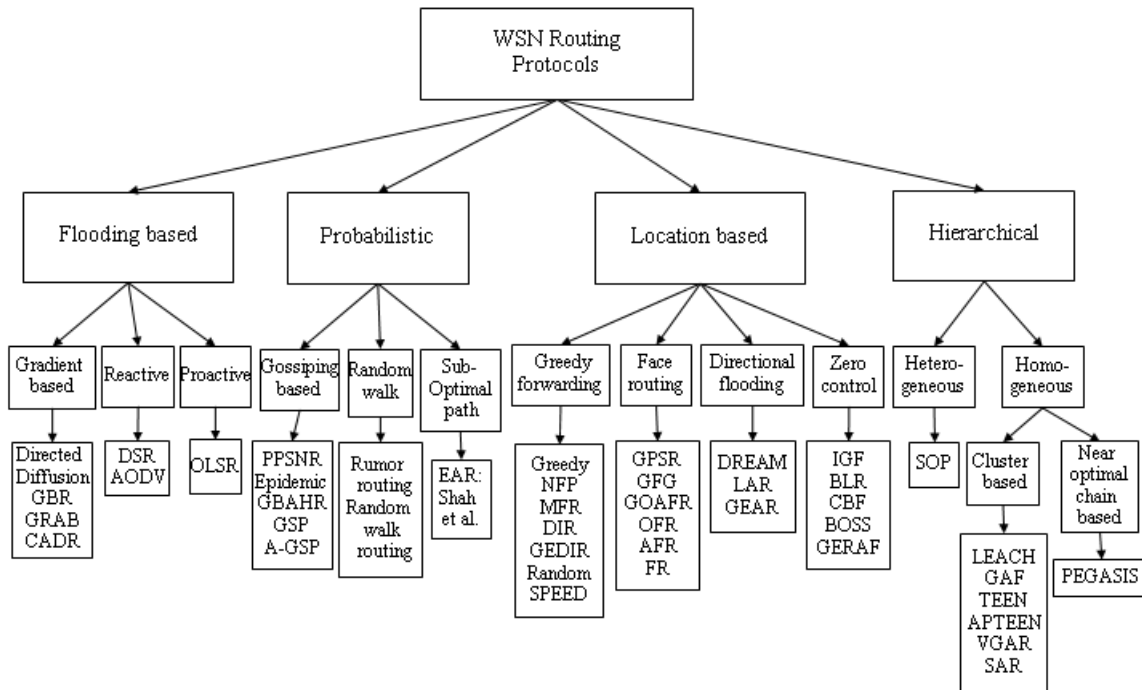 WSN Routing
Protocols
Flooding based
Probabilistic
Location based
Hierarchical
Gradient
based
Reactive
Proactive
Gossiping
based
Random
walk
Sub-
Optimal
path
Greedy
forwarding
Face
routing
Directional
flooding
Zero
control
Heter-
ogeneous
Homo-
geneous
Directed
Diffusion
GBR
GRAB
CADR
DSR
AODV
OLSR
PPSNR
Epidemic
GBAHR
GSP
A-GSP
Rumor
routing
Random
walk
routing
EAR:
Shah
et al.
Greedy
NFP
MFR
DIR
GEDIR
Random
SPEED
GPSR
GFG
GOAFR
OFR
AFR
FR
DREAM
LAR
GEAR
IGF
BLR
CBF
BOSS
GERAF
SOP
Cluster
based
Near
optimal
chain
based
LEACH
GAF
TEEN
APTEEN
VGAR
SAR
PEGASIS